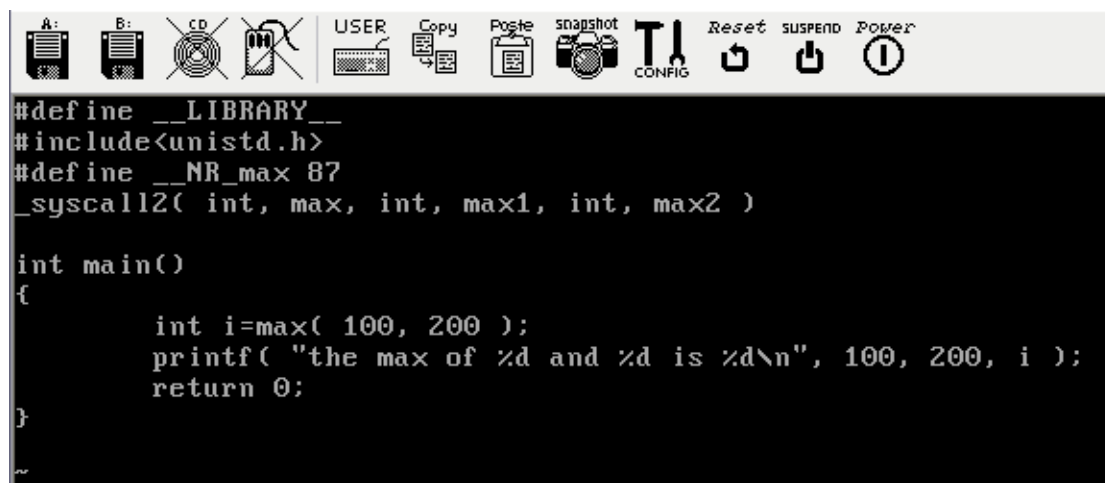 A: B: CD USER Copy Poste snapshot CONFIG Reset SUSPEND Power
#define __LIBRARY__
#include<unistd.h>
#define __NR_max 87
_syscall2( int, max, int, max1, int, max2 )
int main()
{
int i=max( 100, 200 );
printf( "the max of %d and %d is %d\n", 100, 200, i );
return 0;
}
~